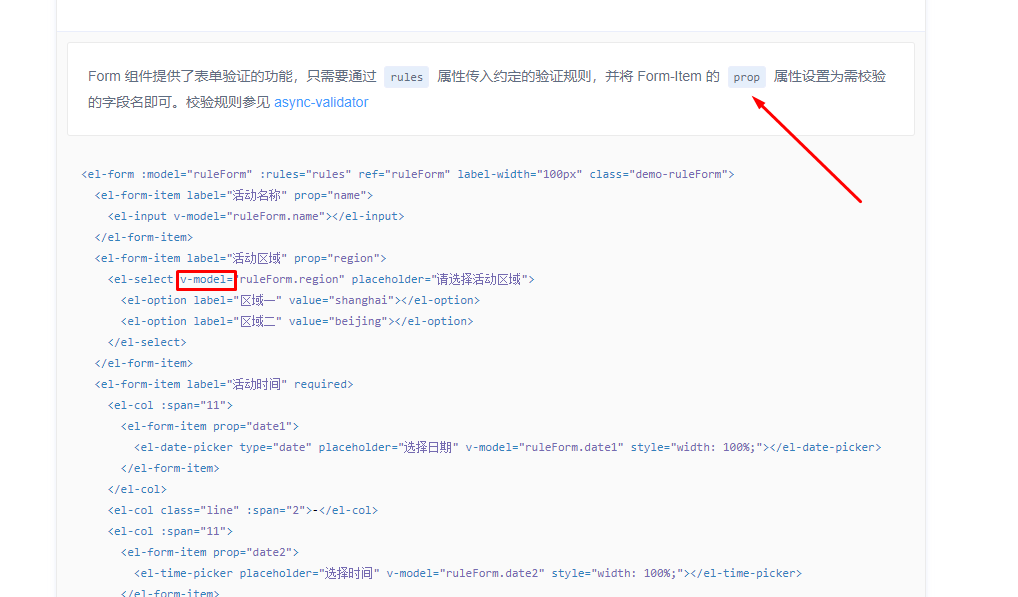 Form 组件提供了表单验证的功能，只需要通过 rules 属性传入约定的验证规则，并将 Form-Item 的 prop 属性设置为需校验
的字段名即可。校验规则参见 async-validator
<el-form :model="ruleForm" :rules="rules" ref="ruleForm" label-width="100px" class="demo-ruleForm">
<el-form-item label="活动名称" prop="name">
<el-input v-model="ruleForm.name"></el-input>
</el-form-item>
<el-form-item label="活动区域" prop="region">
<el-select v-model="ruleForm.region" placeholder="请选择活动区域">
<el-option label="区域一" value="shanghai"></el-option>
<el-option label="区域二" value="beijing"></el-option>
</el-select>
</el-form-item>
<el-form-item label="活动时间" required>
<el-col :span="11">
<el-form-item prop="date1">
<el-date-picker type="date" placeholder="选择日期" v-model="ruleForm.date1" style="width: 100%;"></el-date-picker>
</el-form-item>
</el-col>
<el-col class="line" :span="2">-</el-col>
<el-col :span="11">
<el-form-item prop="date2">
<el-time-picker placeholder="选择时间" v-model="ruleForm.date2" style="width: 100%;"></el-time-picker>
</el-form-item>